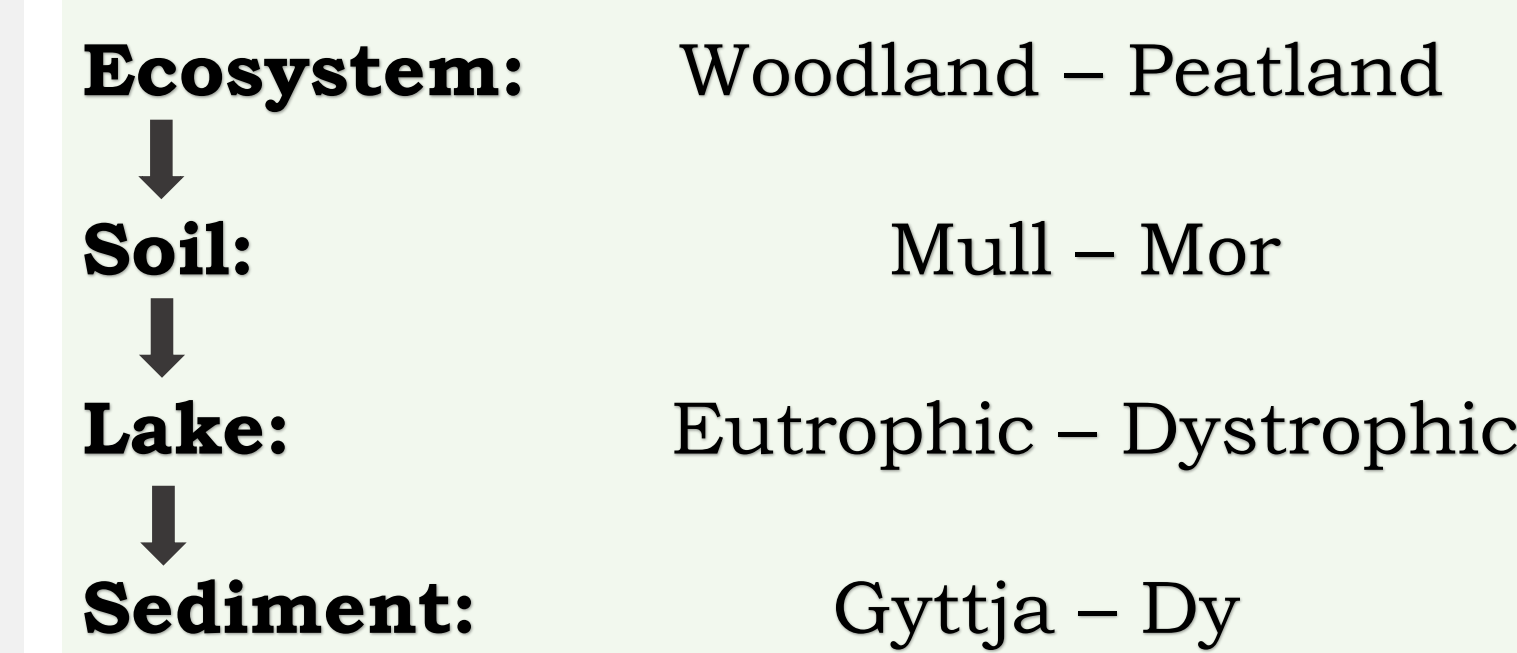 Ecosystem: Woodland – Peatland
Soil: Mull – Mor
Lake: Eutrophic – Dystrophic
Sediment: Gyttja – Dy